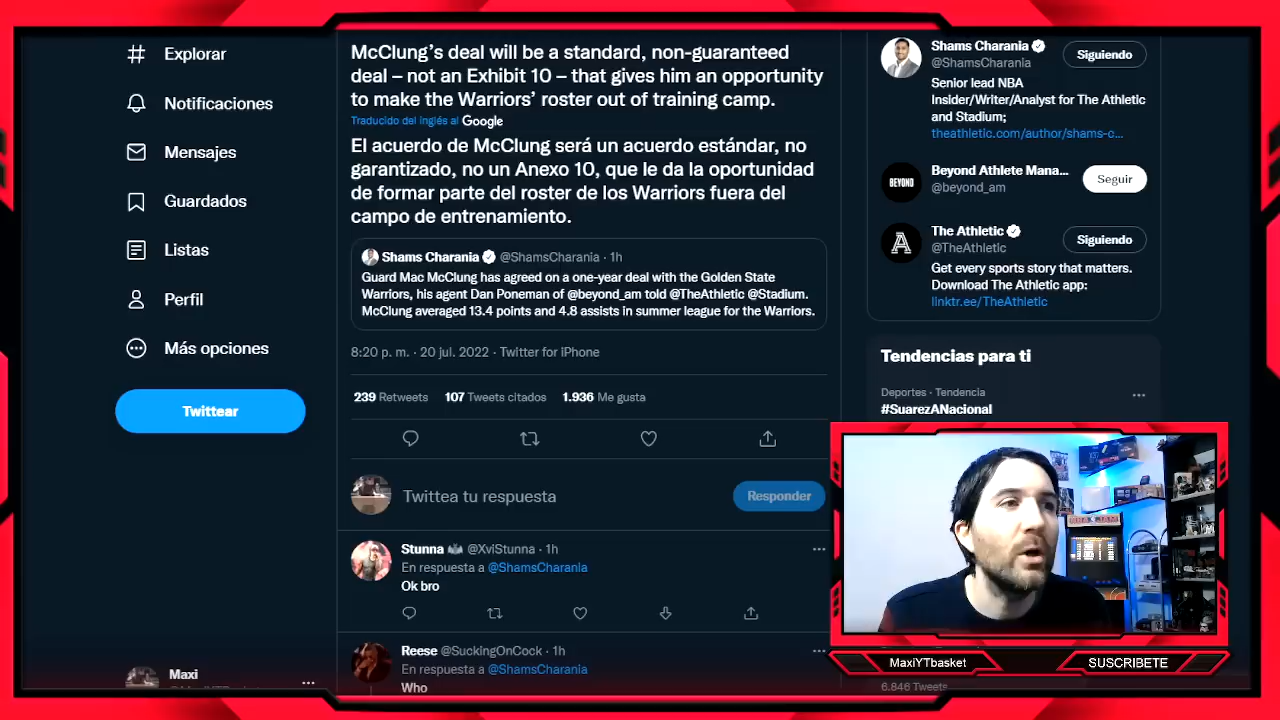 Explorar
Notificaciones
Mensajes
Guardados
Listas
Perfil
Más opciones
Twittear
Maxi
McClung's deal will be a standard, non-guaranteed
deal – not an Exhibit 10 – that gives him an opportunity
to make the Warriors' roster out of training camp.
Traducido del inglés al Google
El acuerdo de McClung será un acuerdo estándar, no
garantizado, no un Anexo 10, que le da la oportunidad
de formar parte del roster de los Warriors fuera del
campo de entrenamiento.
Shams Charania @ShamsCharania · 1h
Guard Mac McClung has agreed on a one-year deal with the Golden State
Warriors, his agent Dan Poneman of @beyond_am told @TheAthletic @Stadium.
McClung averaged 13.4 points and 4.8 assists in summer league for the Warriors.
8:20 p. m. · 20 jul. 2022 · Twitter for iPhone
239 Retweets 107 Tweets citados 1.936 Me gusta
Twittea tu respuesta
Responder
Stunna @XviStunna · 1h
En respuesta a @ShamsCharania
Ok bro
Reese @SuckingOnCock · 1h
En respuesta a @ShamsCharania
Who
Shams Charania
@ShamsCharania
Siguiendo
Senior lead NBA
Insider/Writer/Analyst for The Athletic
and Stadium;
theathletic.com/author/shams-c...
BEYOND
Beyond Athlete Mana...
@beyond_am
Seguir
A
The Athletic
@TheAthletic
Siguiendo
Get every sports story that matters.
Download The Athletic app:
linktr.ee/TheAthletic
Tendencias para ti
Deportes · Tendencia
#SuarezANacional
MaxiYTbasket
SUSCRIBETE
6.846 Tweets